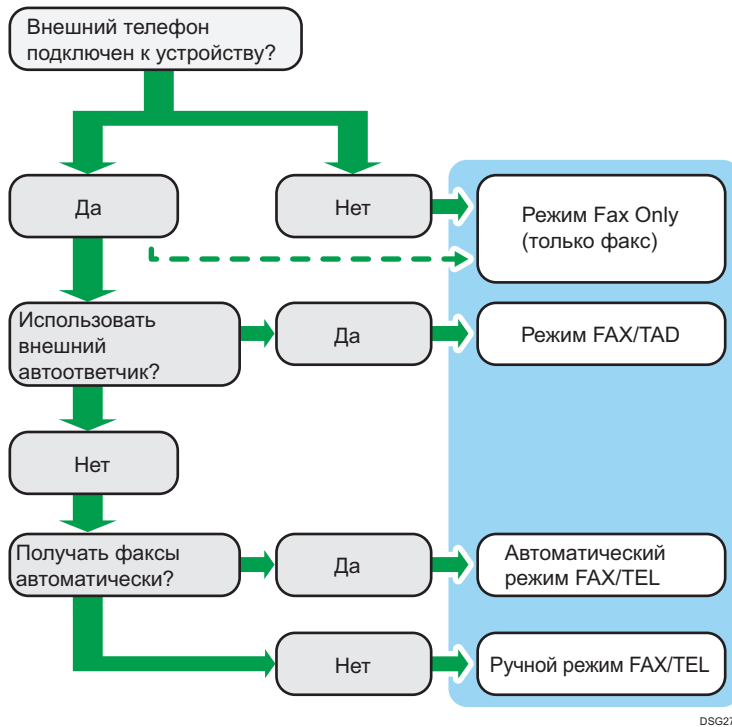 Внешний телефон
подключен к устройству?
Да
Нет
Режим Fax Only
(только факс)
Использовать
внешний
автоответчик?
Да
Режим FAX/TAD
Нет
Получать факсы
автоматически?
Да
Автоматический
режим FAX/TEL
Нет
Ручной режим FAX/TEL
DSG27